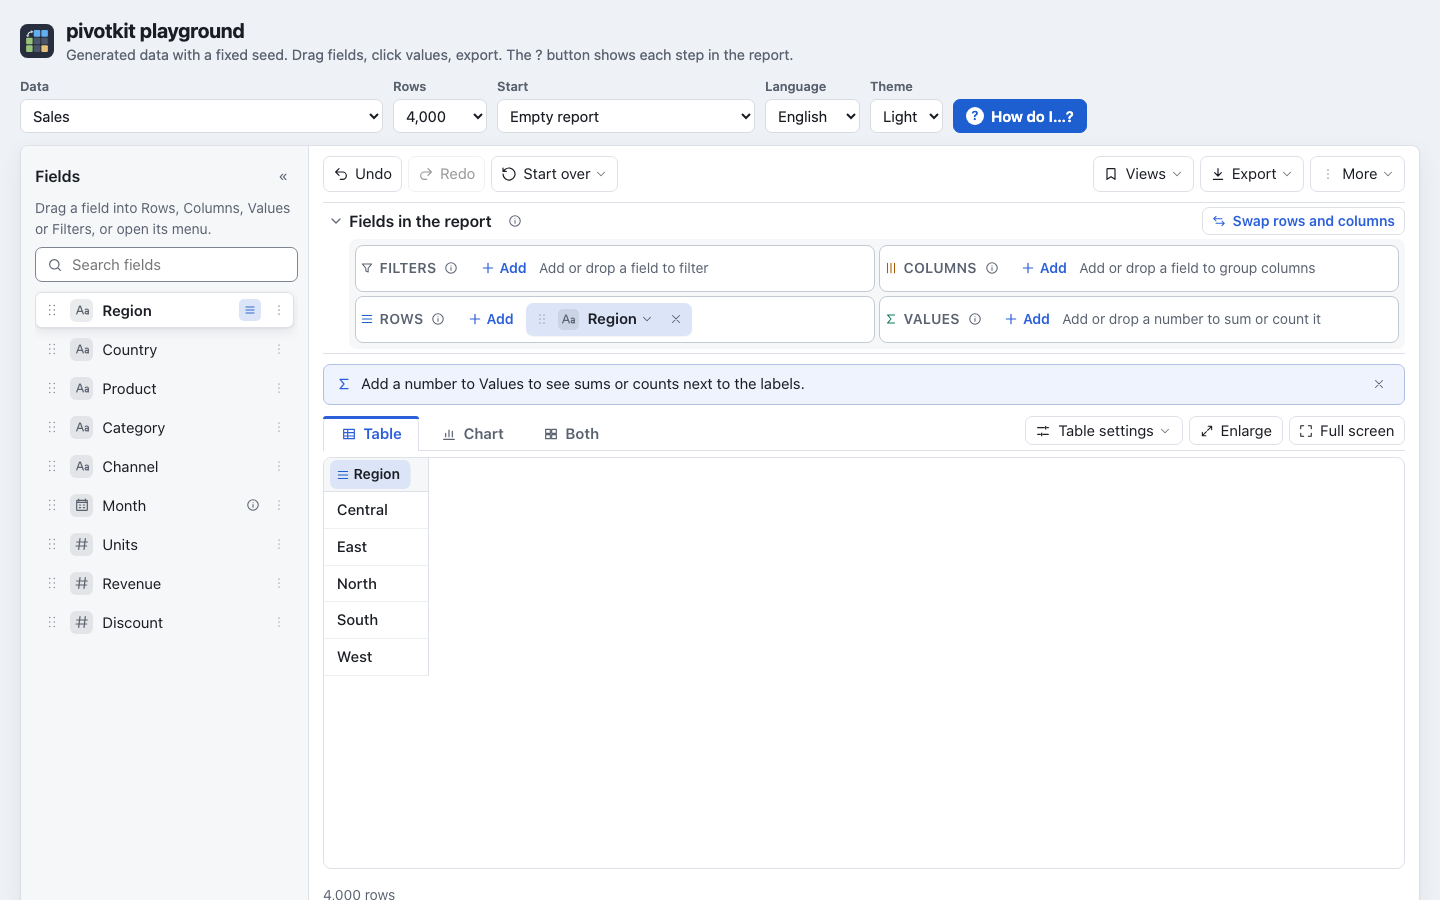 pivotkit playground
Generated data with a fixed seed. Drag fields, click values, export. The ? button shows each step in the report.
Data
Rows
Start
Language
Theme
Sales
4,000
Empty report
English
Light
? How do I...?
Fields
«
Drag a field into Rows, Columns, Values
or Filters, or open its menu.
Search fields
Aa Region
Aa Country
Aa Product
Aa Category
Aa Channel
Month
# Units
# Revenue
# Discount
Undo
Redo
Start over
Views
Export
More
Fields in the report
Swap rows and columns
FILTERS
+ Add
Add or drop a field to filter
COLUMNS
+ Add
Add or drop a field to group columns
ROWS
+ Add
Aa Region
Σ VALUES
+ Add
Add or drop a number to sum or count it
Σ Add a number to Values to see sums or counts next to the labels.
Table
Chart
Both
Table settings
Enlarge
Full screen
Region
Central
East
North
South
West
4,000 rows